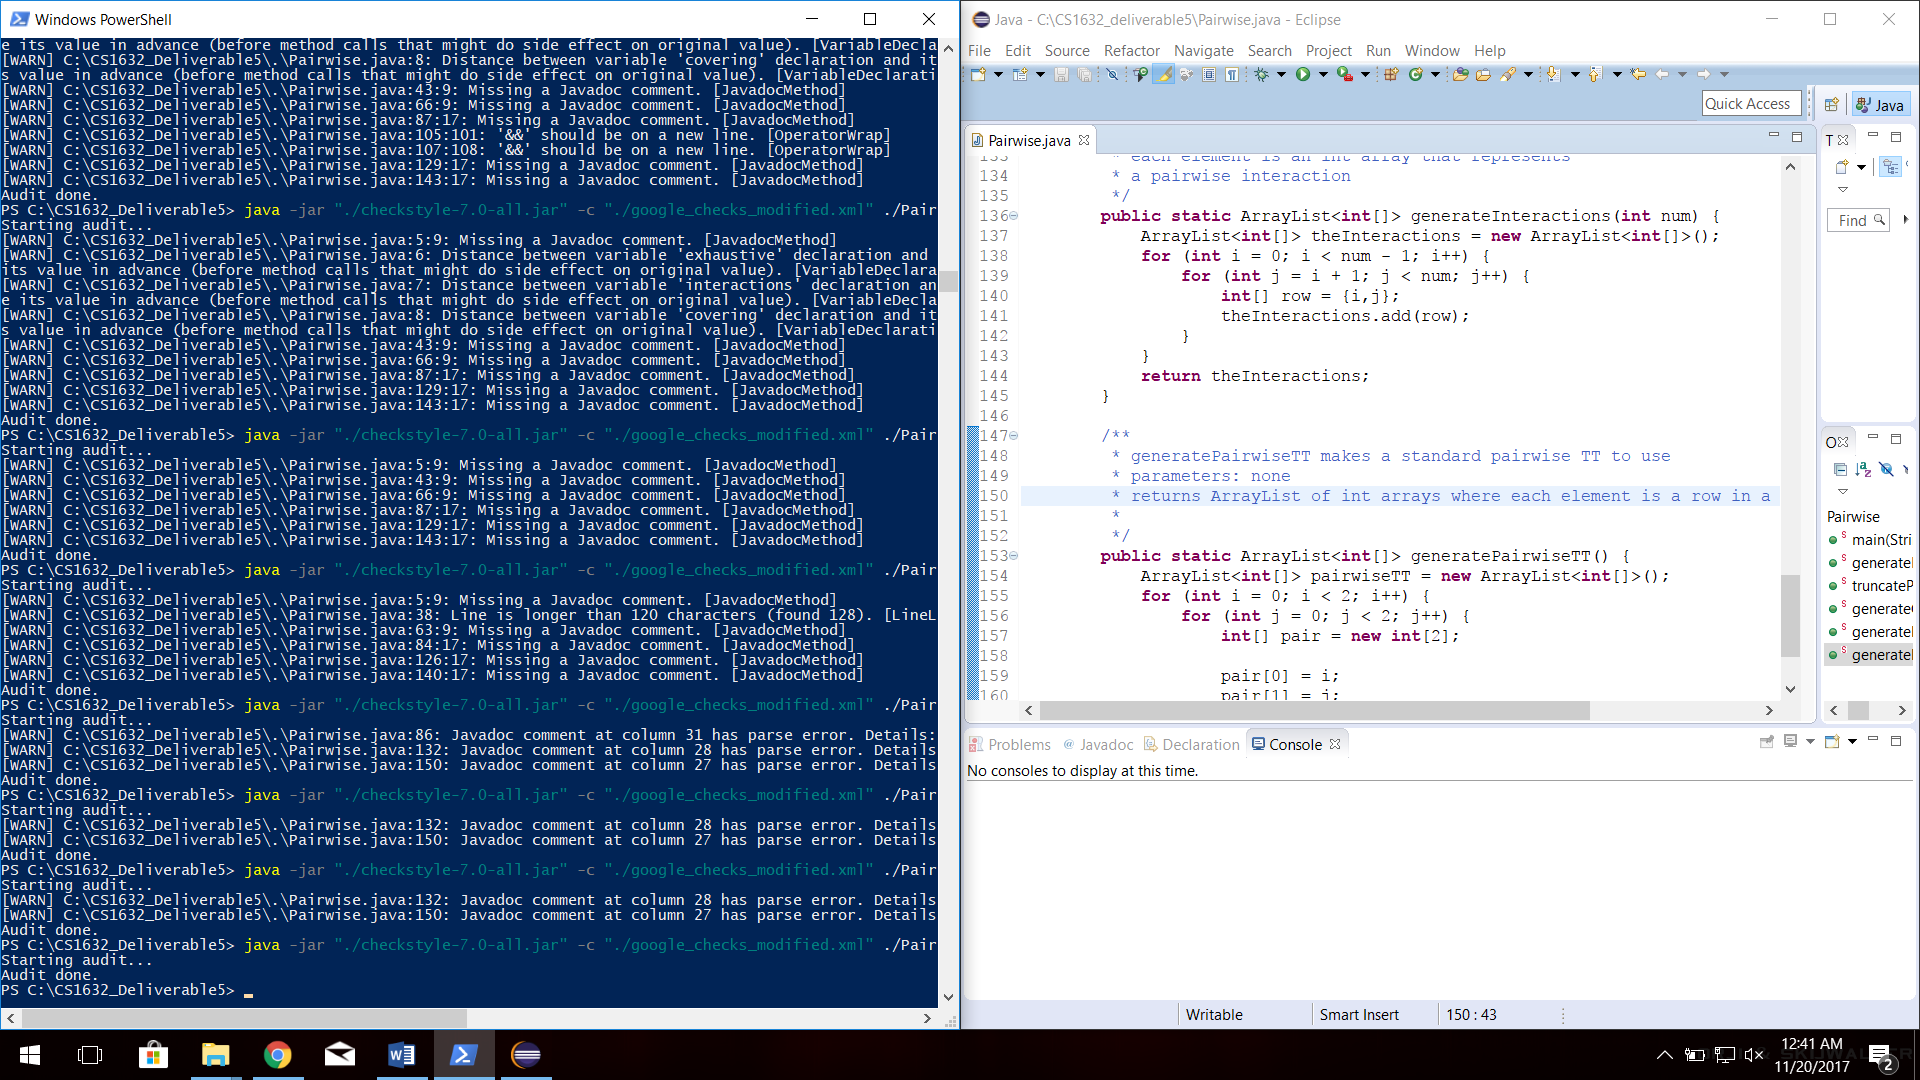 Windows PowerShell
e its value in advance (before method calls that might do side effect on original value). [VariableDecla
[WARN] C:\CS1632_Deliverable5\.\Pairwise.java:8: Distance between variable 'covering' declaration and it
s value in advance (before method calls that might do side effect on original value). [VariableDeclarati
[WARN] C:\CS1632_Deliverable5\.\Pairwise.java:43:9: Missing a Javadoc comment. [JavadocMethod]
[WARN] C:\CS1632_Deliverable5\.\Pairwise.java:66:9: Missing a Javadoc comment. [JavadocMethod]
[WARN] C:\CS1632_Deliverable5\.\Pairwise.java:87:17: Missing a Javadoc comment. [JavadocMethod]
[WARN] C:\CS1632_Deliverable5\.\Pairwise.java:105:101: '&&' should be on a new line. [OperatorWrap]
[WARN] C:\CS1632_Deliverable5\.\Pairwise.java:107:108: '&&' should be on a new line. [OperatorWrap]
[WARN] C:\CS1632_Deliverable5\.\Pairwise.java:129:17: Missing a Javadoc comment. [JavadocMethod]
[WARN] C:\CS1632_Deliverable5\.\Pairwise.java:143:17: Missing a Javadoc comment. [JavadocMethod]
Audit done.
PS C:\CS1632_Deliverable5> java -jar "./checkstyle-7.0-all.jar" -c "./google_checks_modified.xml" ./Pair
Starting audit...
[WARN] C:\CS1632_Deliverable5\.\Pairwise.java:5:9: Missing a Javadoc comment. [JavadocMethod]
[WARN] C:\CS1632_Deliverable5\.\Pairwise.java:6: Distance between variable 'exhaustive' declaration and
its value in advance (before method calls that might do side effect on original value). [VariableDeclara
[WARN] C:\CS1632_Deliverable5\.\Pairwise.java:7: Distance between variable 'interactions' declaration an
e its value in advance (before method calls that might do side effect on original value). [VariableDecla
[WARN] C:\CS1632_Deliverable5\.\Pairwise.java:8: Distance between variable 'covering' declaration and it
s value in advance (before method calls that might do side effect on original value). [VariableDeclarati
[WARN] C:\CS1632_Deliverable5\.\Pairwise.java:43:9: Missing a Javadoc comment. [JavadocMethod]
[WARN] C:\CS1632_Deliverable5\.\Pairwise.java:66:9: Missing a Javadoc comment. [JavadocMethod]
[WARN] C:\CS1632_Deliverable5\.\Pairwise.java:87:17: Missing a Javadoc comment. [JavadocMethod]
[WARN] C:\CS1632_Deliverable5\.\Pairwise.java:129:17: Missing a Javadoc comment. [JavadocMethod]
[WARN] C:\CS1632_Deliverable5\.\Pairwise.java:143:17: Missing a Javadoc comment. [JavadocMethod]
Audit done.
PS C:\CS1632_Deliverable5> java -jar "./checkstyle-7.0-all.jar" -c "./google_checks_modified.xml" ./Pair
Starting audit...
[WARN] C:\CS1632_Deliverable5\.\Pairwise.java:5:9: Missing a Javadoc comment. [JavadocMethod]
[WARN] C:\CS1632_Deliverable5\.\Pairwise.java:43:9: Missing a Javadoc comment. [JavadocMethod]
[WARN] C:\CS1632_Deliverable5\.\Pairwise.java:66:9: Missing a Javadoc comment. [JavadocMethod]
[WARN] C:\CS1632_Deliverable5\.\Pairwise.java:87:17: Missing a Javadoc comment. [JavadocMethod]
[WARN] C:\CS1632_Deliverable5\.\Pairwise.java:129:17: Missing a Javadoc comment. [JavadocMethod]
[WARN] C:\CS1632_Deliverable5\.\Pairwise.java:143:17: Missing a Javadoc comment. [JavadocMethod]
Audit done.
PS C:\CS1632_Deliverable5> java -jar "./checkstyle-7.0-all.jar" -c "./google_checks_modified.xml" ./Pair
Starting audit...
[WARN] C:\CS1632_Deliverable5\.\Pairwise.java:5:9: Missing a Javadoc comment. [JavadocMethod]
[WARN] C:\CS1632_Deliverable5\.\Pairwise.java:38: Line is longer than 120 characters (found 128). [LineL
[WARN] C:\CS1632_Deliverable5\.\Pairwise.java:63:9: Missing a Javadoc comment. [JavadocMethod]
[WARN] C:\CS1632_Deliverable5\.\Pairwise.java:84:17: Missing a Javadoc comment. [JavadocMethod]
[WARN] C:\CS1632_Deliverable5\.\Pairwise.java:126:17: Missing a Javadoc comment. [JavadocMethod]
[WARN] C:\CS1632_Deliverable5\.\Pairwise.java:140:17: Missing a Javadoc comment. [JavadocMethod]
Audit done.
PS C:\CS1632_Deliverable5> java -jar "./checkstyle-7.0-all.jar" -c "./google_checks_modified.xml" ./Pair
Starting audit...
[WARN] C:\CS1632_Deliverable5\.\Pairwise.java:86: Javadoc comment at column 31 has parse error. Details:
[WARN] C:\CS1632_Deliverable5\.\Pairwise.java:132: Javadoc comment at column 28 has parse error. Details
[WARN] C:\CS1632_Deliverable5\.\Pairwise.java:150: Javadoc comment at column 27 has parse error. Details
Audit done.
PS C:\CS1632_Deliverable5> java -jar "./checkstyle-7.0-all.jar" -c "./google_checks_modified.xml" ./Pair
Starting audit...
[WARN] C:\CS1632_Deliverable5\.\Pairwise.java:132: Javadoc comment at column 28 has parse error. Details
[WARN] C:\CS1632_Deliverable5\.\Pairwise.java:150: Javadoc comment at column 27 has parse error. Details
Audit done.
PS C:\CS1632_Deliverable5> java -jar "./checkstyle-7.0-all.jar" -c "./google_checks_modified.xml" ./Pair
Starting audit...
[WARN] C:\CS1632_Deliverable5\.\Pairwise.java:132: Javadoc comment at column 28 has parse error. Details
[WARN] C:\CS1632_Deliverable5\.\Pairwise.java:150: Javadoc comment at column 27 has parse error. Details
Audit done.
PS C:\CS1632_Deliverable5> java -jar "./checkstyle-7.0-all.jar" -c "./google_checks_modified.xml" ./Pair
Starting audit...
Audit done.
PS C:\CS1632_Deliverable5> _
Java - C:\CS1632_deliverable5\Pairwise.java - Eclipse
File Edit Source Refactor Navigate Search Project Run Window Help
Quick Access
Java
Pairwise.java
133 * each element is an int array that represents
134 * a pairwise interaction
135 */
136 public static ArrayList<int[]> generateInteractions(int num) {
137 ArrayList<int[]> theInteractions = new ArrayList<int[]>();
138 for (int i = 0; i < num - 1; i++) {
139 for (int j = i + 1; j < num; j++) {
140 int[] row = {i,j};
141 theInteractions.add(row);
142 }
143 }
144 return theInteractions;
145 }
146
147 /**
148 * generatePairwiseTT makes a standard pairwise TT to use
149 * parameters: none
150 * returns ArrayList of int arrays where each element is a row in a
151 *
152 */
153 public static ArrayList<int[]> generatePairwiseTT() {
154 ArrayList<int[]> pairwiseTT = new ArrayList<int[]>();
155 for (int i = 0; i < 2; i++) {
156 for (int j = 0; j < 2; j++) {
157 int[] pair = new int[2];
158
159 pair[0] = i;
160 pair[1] = j;
T
Find
O
Pairwise
main(Stri
generatel
truncateP
generate
generatel
generatel
Problems @ Javadoc Declaration Console
No consoles to display at this time.
Writable Smart Insert 150 : 43
12:41 AM
11/20/2017
2